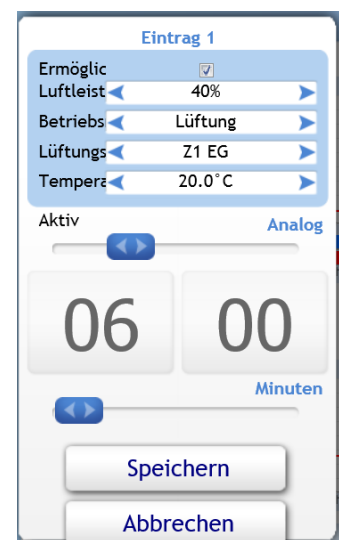 Eintrag 1
Ermöglic
Luftleist 40%
Betriebs Lüftung
Lüftungs Z1 EG
Tempera 20.0°C
Aktiv Analog
06 00
Minuten
Speichern
Abbrechen